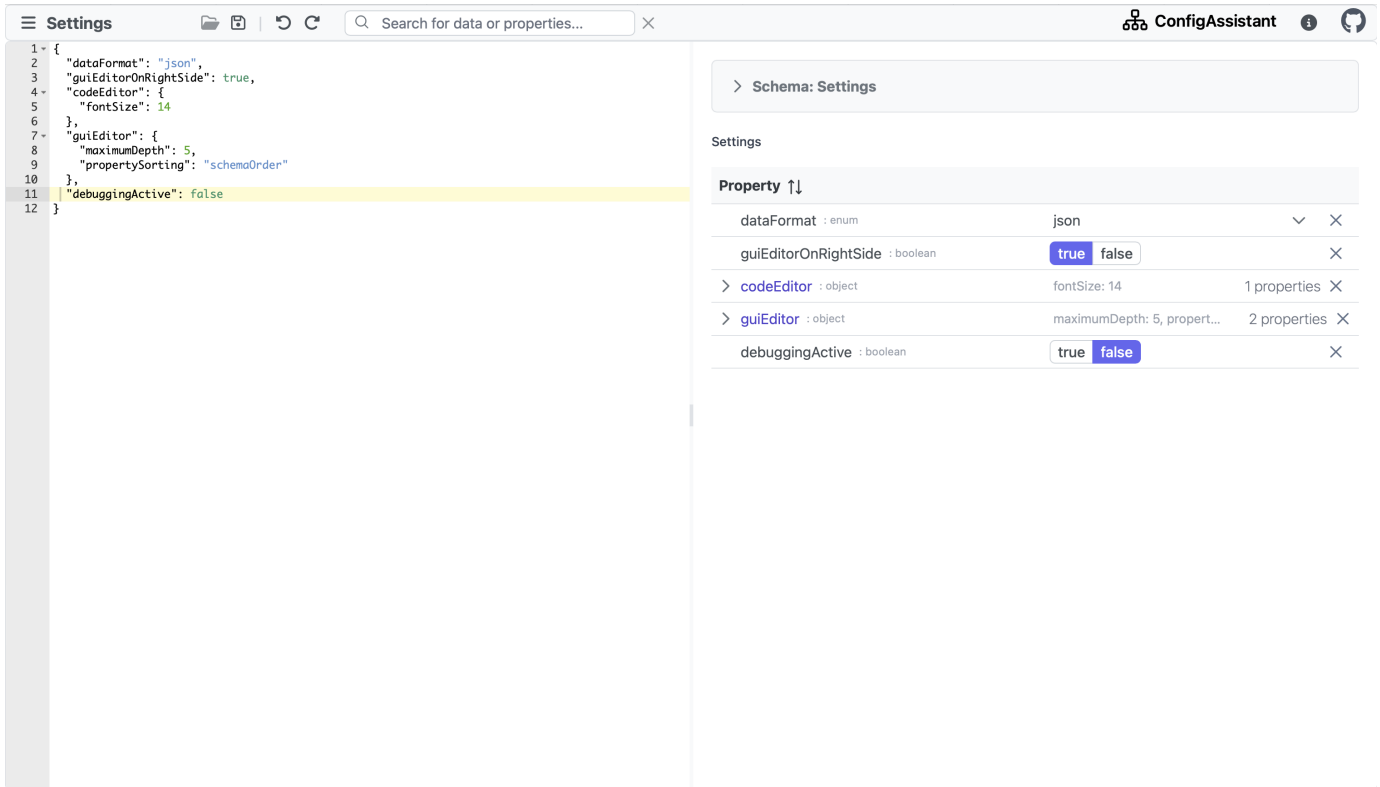 Settings
Search for data or properties...
ConfigAssistant
1 {
2 "dataFormat": "json",
3 "guiEditorOnRightSide": true,
4 "codeEditor": {
5 "fontSize": 14
6 },
7 "guiEditor": {
8 "maximumDepth": 5,
9 "propertySorting": "schemaOrder"
10 },
11 "debuggingActive": false
12 }
Schema: Settings
Settings
Property
dataFormat : enum json
guiEditorOnRightSide : boolean true false
codeEditor : object fontSize: 14 1 properties
guiEditor : object maximumDepth: 5, propert... 2 properties
debuggingActive : boolean true false